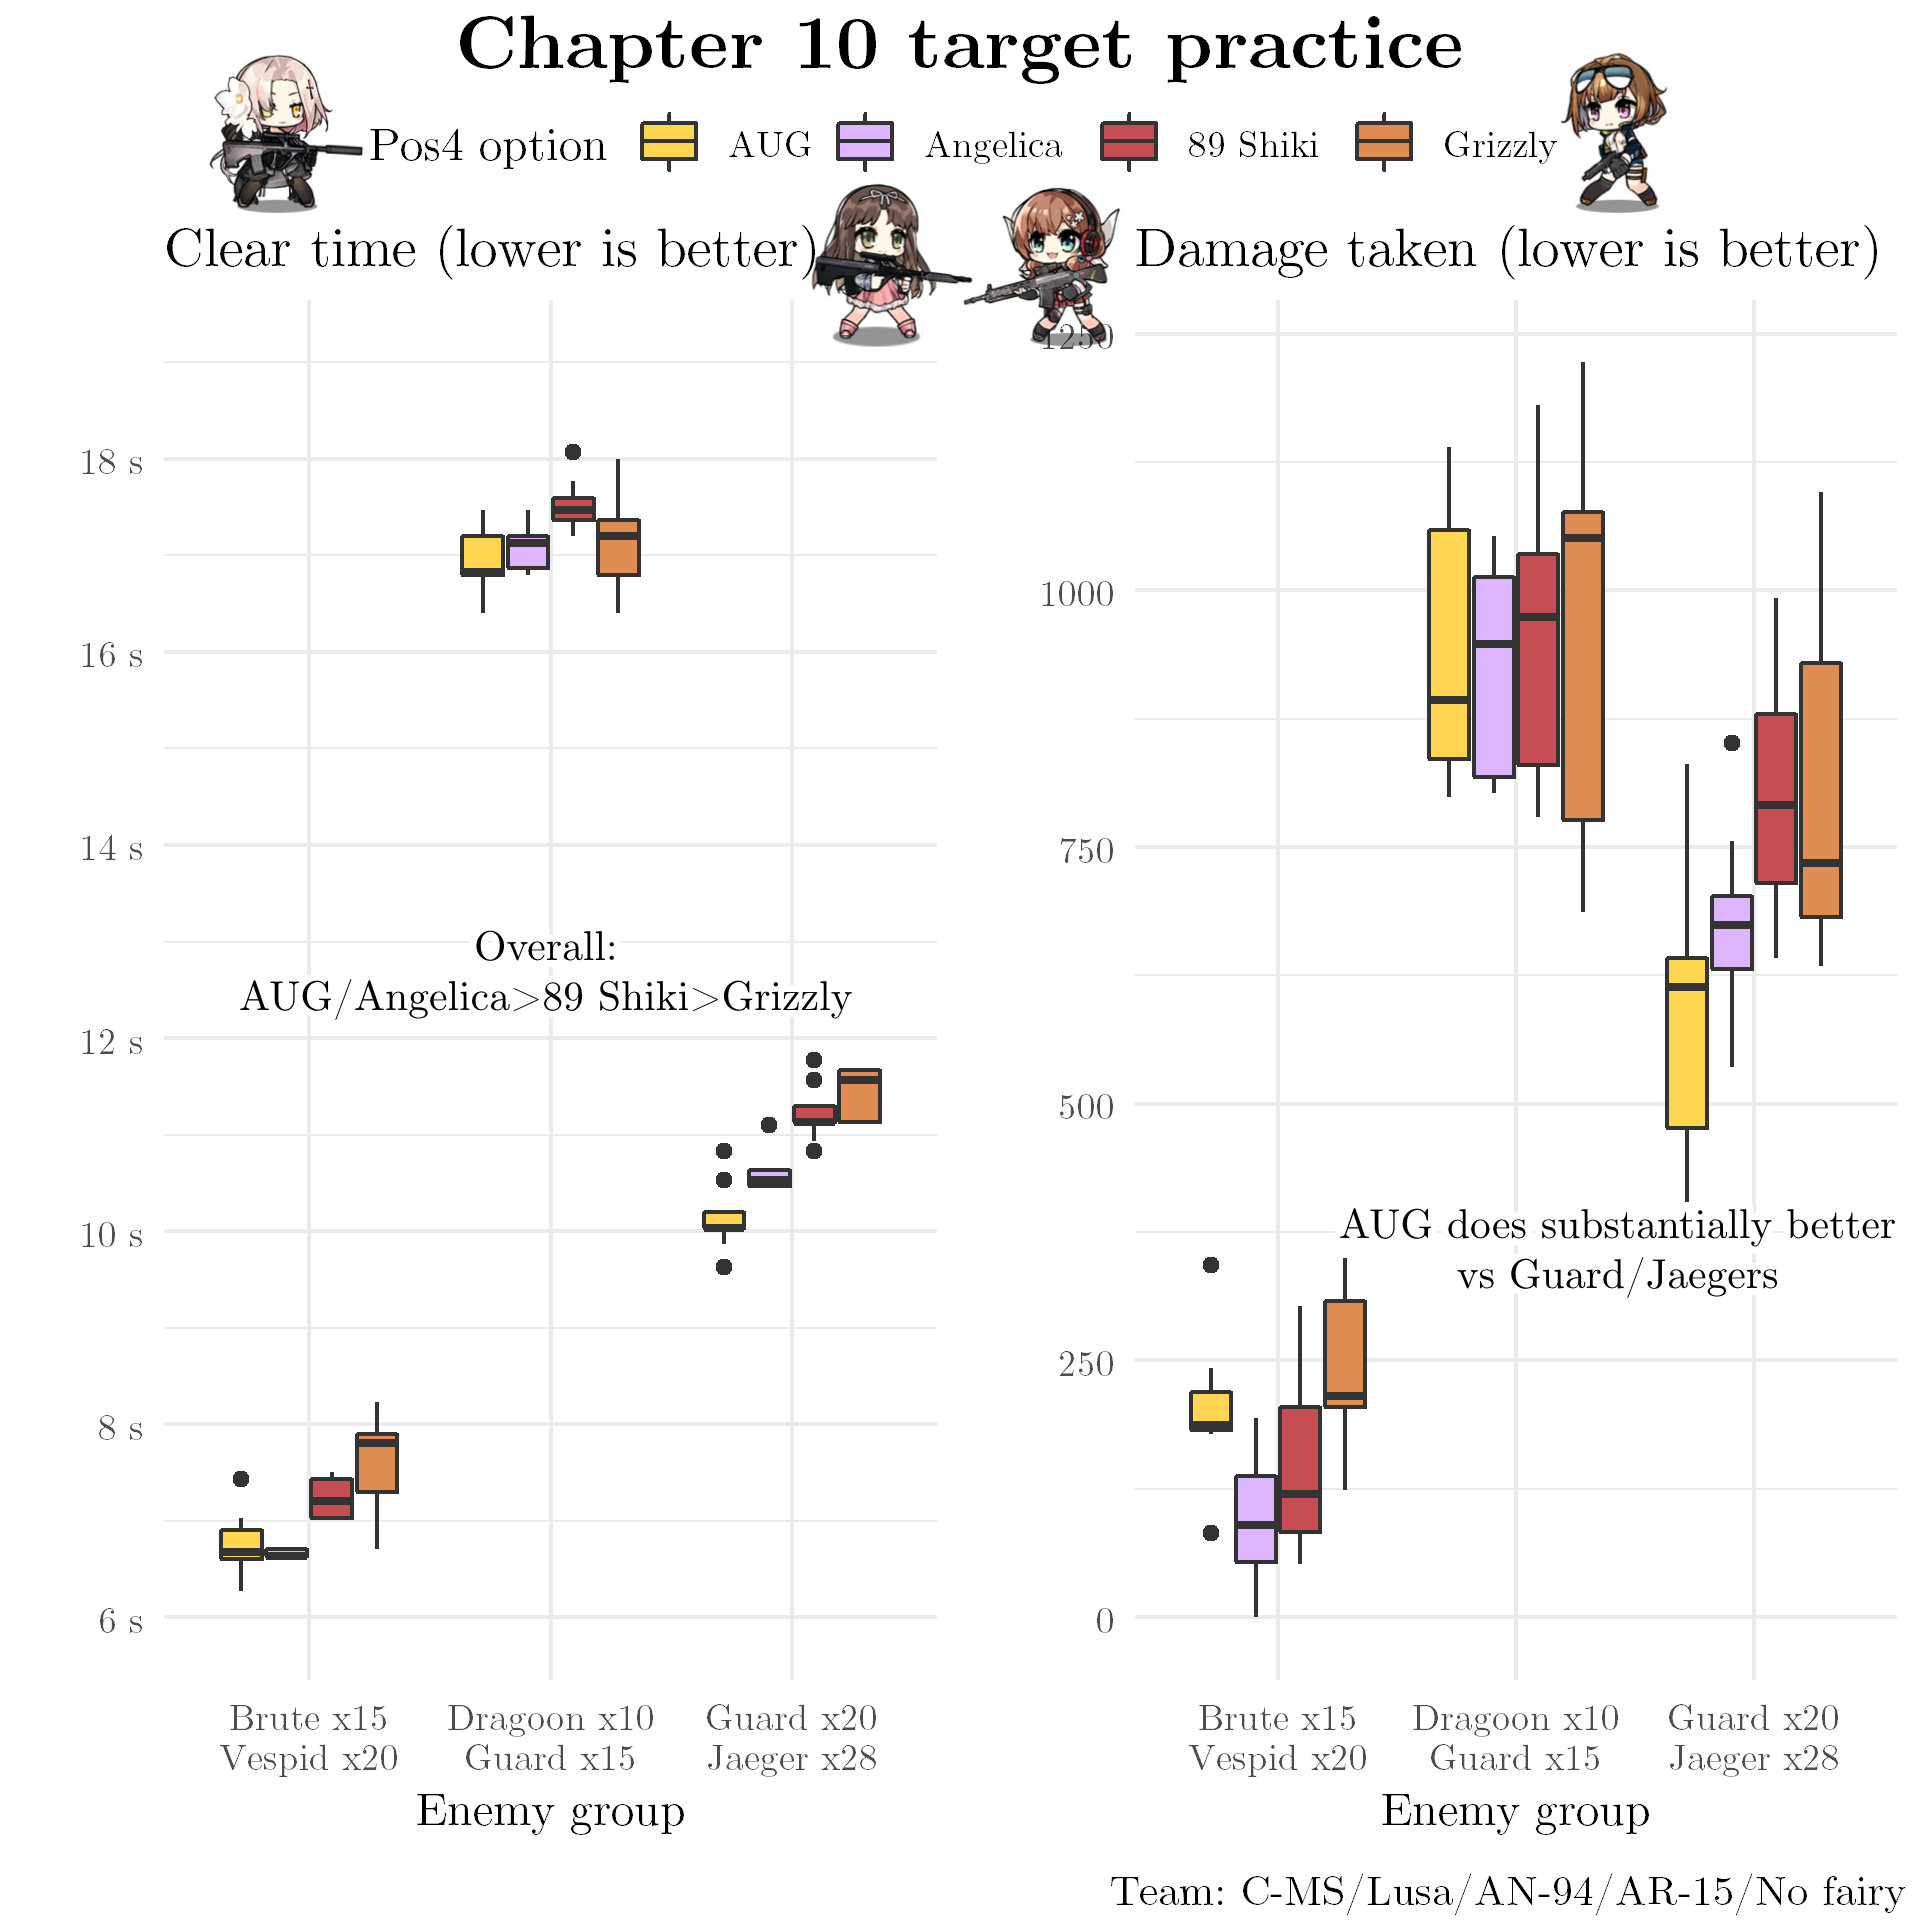 Chapter 10 target practice
Pos4 option AUG Angelica 89 Shiki Grizzly
Clear time (lower is better)
18 s
16 s
14 s
Overall:
AUG/Angelica>89 Shiki>Grizzly
12 s
10 s
8 s
6 s
Brute x15 Dragoon x10 Guard x20
Vespid x20 Guard x15 Jaeger x28
Enemy group
Damage taken (lower is better)
1250
1000
750
500
AUG does substantially better
vs Guard/Jaegers
250
0
Brute x15 Dragoon x10 Guard x20
Vespid x20 Guard x15 Jaeger x28
Enemy group
Team: C-MS/Lusa/AN-94/AR-15/No fairy